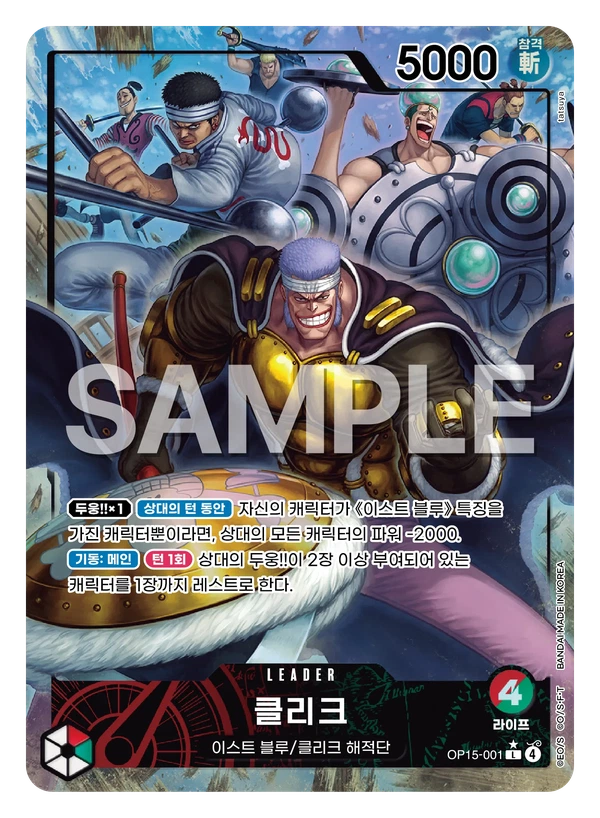 5000
참격
斬
tatsuya
SAMPLE
두웅!!×1 상대의 턴 동안 자신의 캐릭터가 《이스트 블루》 특징을
가진 캐릭터뿐이라면, 상대의 모든 캐릭터의 파워 -2000.
기동: 메인 턴 1회 상대의 두웅!!이 2장 이상 부여되어 있는
캐릭터를 1장까지 레스트로 한다.
BANDAI MADE IN KOREA
©EO/S ©O/S·F·T
LEADER
클리크
4
라이프
이스트 블루/클리크 해적단
OP15-001 L 4